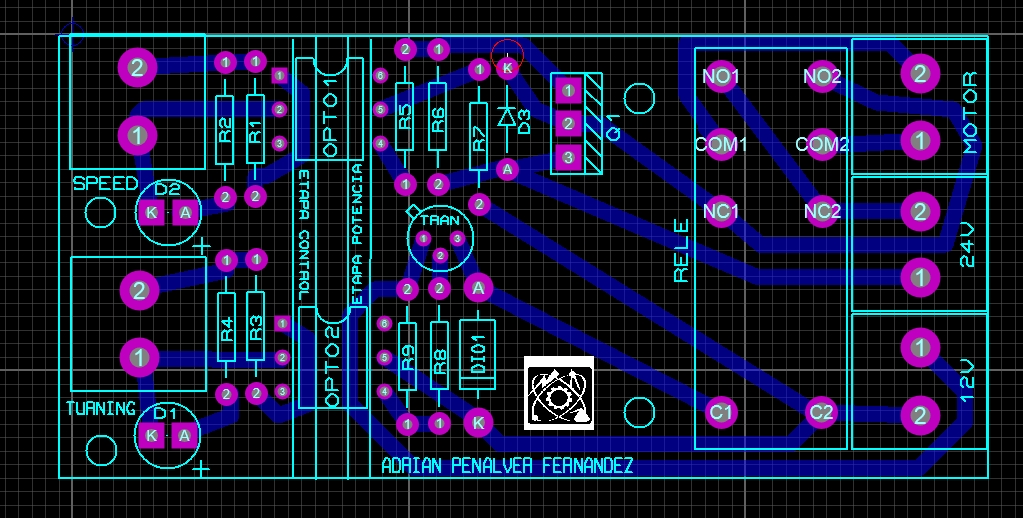 2
1
SPEED
D2
K A
+
R2
R1
1
2
3
1
1
2
2
OPTO1
ETAPA CONTROL
ETAPA POTENCIA
6
5
4
2
1
R5
R6
1
2
1
R7
2
K
D3
A
1
2
3
Q1
TRAN
1
3
2
NO1 NO2
COM1 COM2
NC1 NC2
RELE
C1 C2
2
1
MOTOR
2
1
24V
1
2
12V
2
1
TURNING
D1
K A
+
1
1
R4
R3
2
2
1
2
3
OPTO2
6
5
4
2
2
R9
R8
1
1
A
DIO1
K
ADRIAN PENALVER FERNANDEZ